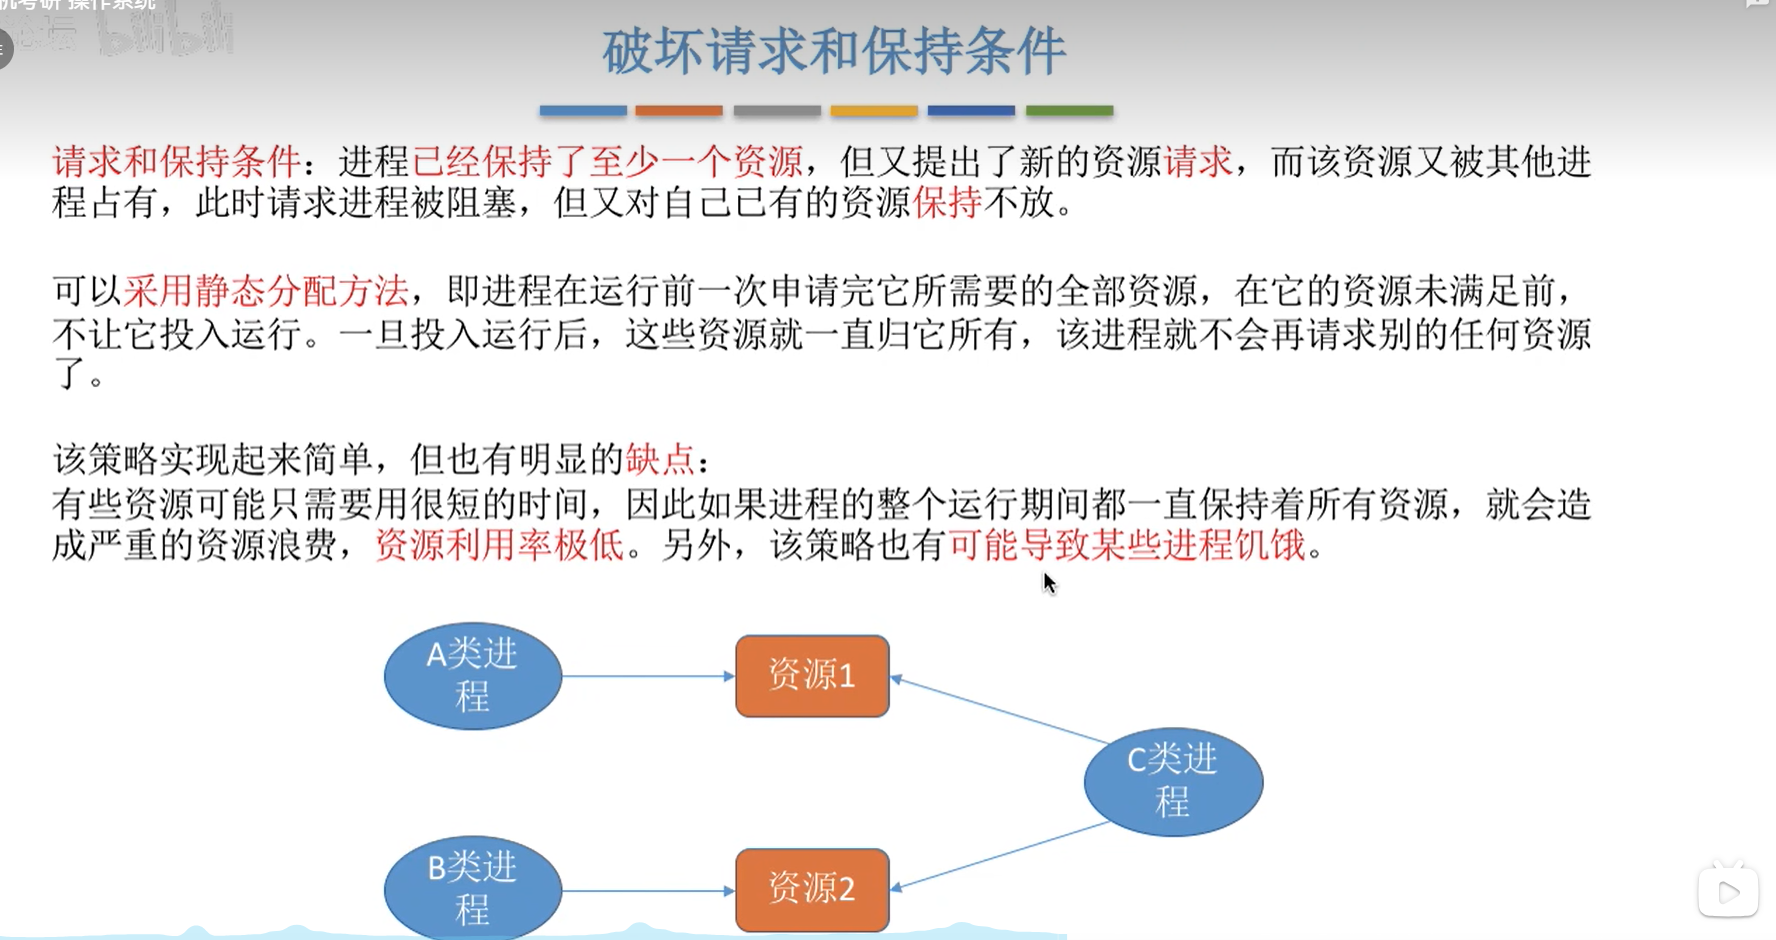 机考研 操作系统
bilibili
破坏请求和保持条件
请求和保持条件：进程已经保持了至少一个资源，但又提出了新的资源请求，而该资源又被其他进
程占有，此时请求进程被阻塞，但又对自己已有的资源保持不放。
可以采用静态分配方法，即进程在运行前一次申请完它所需要的全部资源，在它的资源未满足前，
不让它投入运行。一旦投入运行后，这些资源就一直归它所有，该进程就不会再请求别的任何资源
了。
该策略实现起来简单，但也有明显的缺点：
有些资源可能只需要用很短的时间，因此如果进程的整个运行期间都一直保持着所有资源，就会造
成严重的资源浪费，资源利用率极低。另外，该策略也有可能导致某些进程饥饿。
A类进
程
资源1
C类进
程
B类进
程
资源2